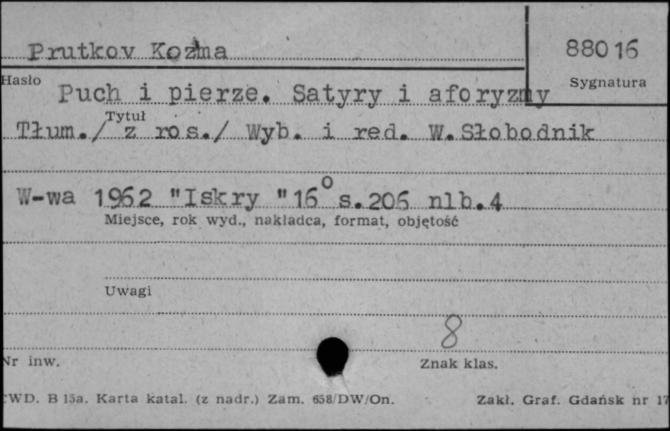 Prutkov Kozma
88016
Hasło
Sygnatura
Puch i pierze. Satyry i aforyzmy
Tytuł
Tłum./ z ros./ Wyb. i red. W.Słobodnik
W-wa 1962 "Iskry "16° s.206 nlb.4
Miejsce, rok wyd., nakładca, format, objętość
Uwagi
8
Nr inw.
Znak klas.
CWD. B 15a. Karta katal. (z nadr.) Zam. 658/DW/On.
Zakł. Graf. Gdańsk nr 17